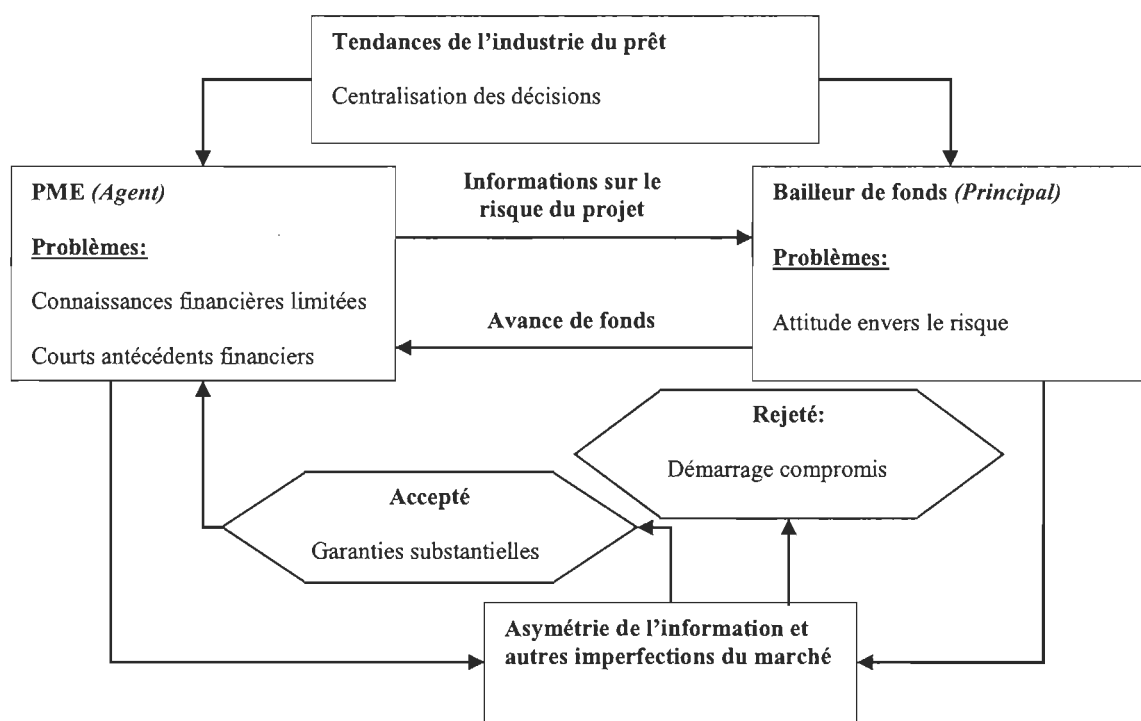 Tendances de l'industrie du prêt
Centralisation des décisions
PME (Agent)
Problèmes:
Connaissances financières limitées
Courts antécédents financiers
Informations sur le
risque du projet
Avance de fonds
Bailleur de fonds (Principal)
Problèmes:
Attitude envers le risque
Rejeté:
Démarrage compromis
Accepté
Garanties substantielles
Asymétrie de l'information et
autres imperfections du marché